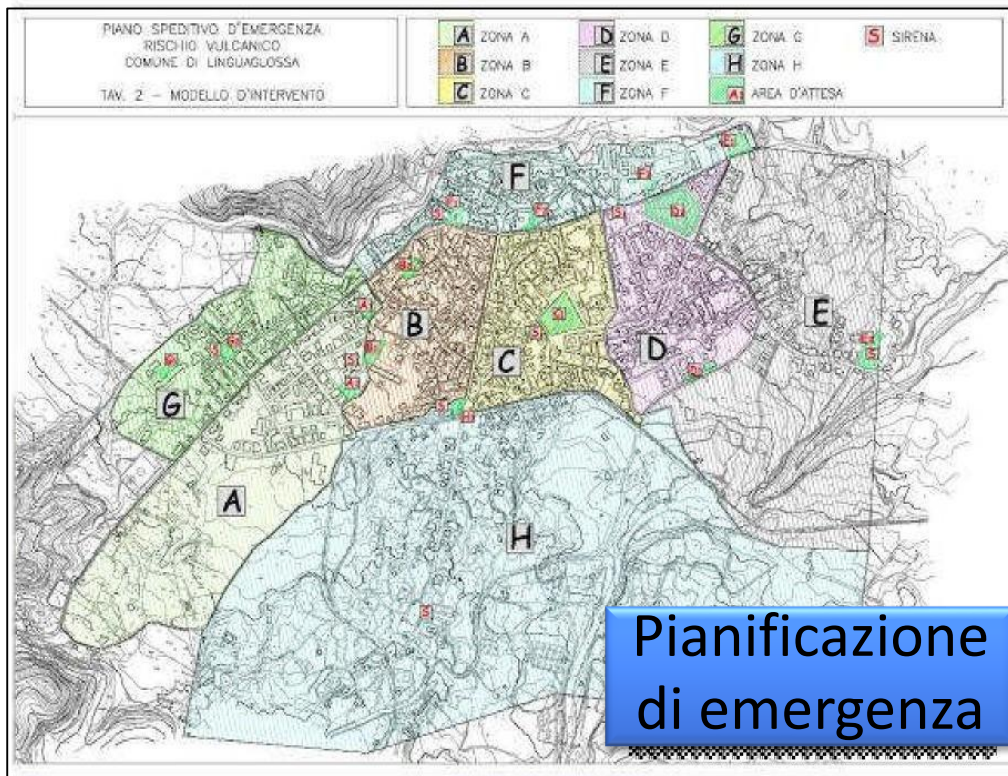 PIANO SPEDITIVO D'EMERGENZA
RISCHIO VULCANICO
COMUNE DI LINGUAGLOSSA
TAV. 2 – MODELLO D'INTERVENTO
A ZONA A
B ZONA B
C ZONA C
D ZONA D
E ZONA E
F ZONA F
G ZONA G
H ZONA H
A1 AREA D'ATTESA
S SIRENA
F
B
E
C
D
G
A
H
S
Pianificazione
di emergenza